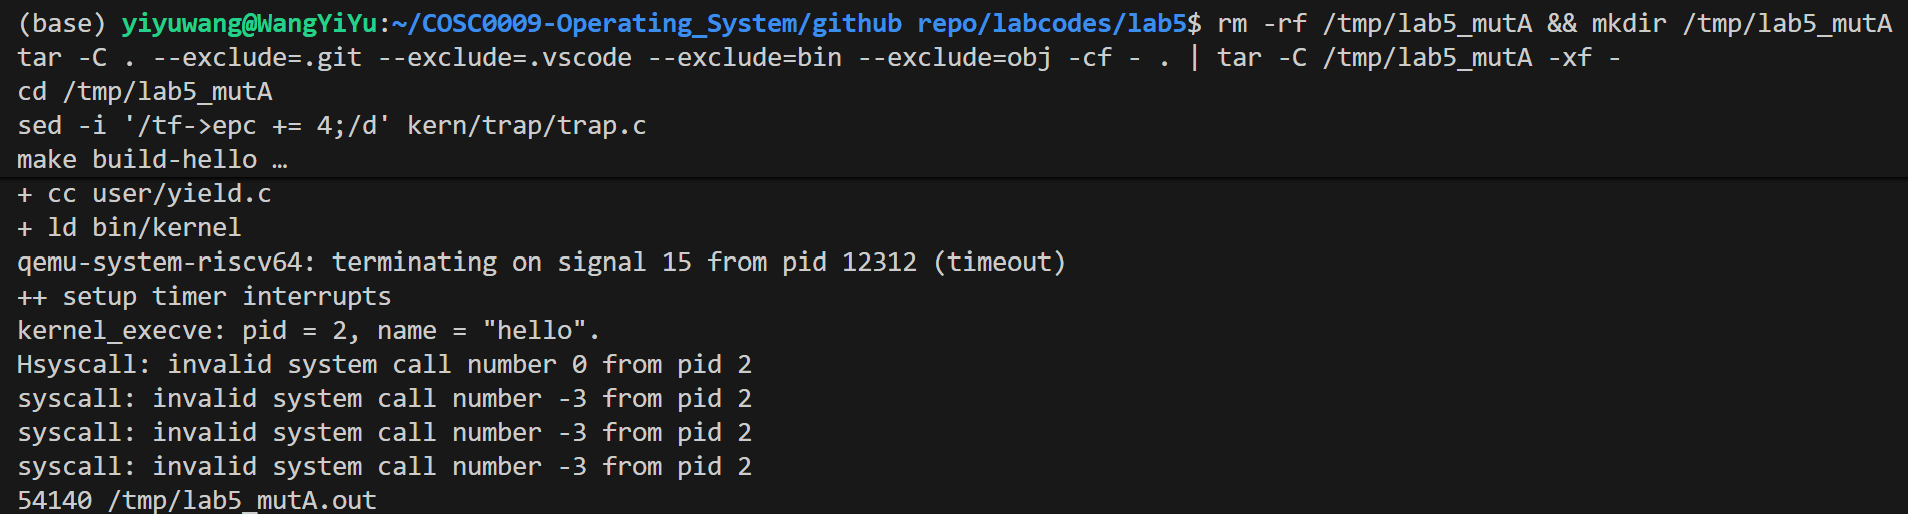 (base) yiyuwang@WangYiYu:~/COSC0009-Operating_System/github repo/labcodes/lab5$ rm -rf /tmp/lab5_mutA && mkdir /tmp/lab5_mutA
tar -C . --exclude=.git --exclude=.vscode --exclude=bin --exclude=obj -cf - . | tar -C /tmp/lab5_mutA -xf -
cd /tmp/lab5_mutA
sed -i '/tf->epc += 4;/d' kern/trap/trap.c
make build-hello …
+ cc user/yield.c
+ ld bin/kernel
qemu-system-riscv64: terminating on signal 15 from pid 12312 (timeout)
++ setup timer interrupts
kernel_execve: pid = 2, name = "hello".
Hsyscall: invalid system call number 0 from pid 2
syscall: invalid system call number -3 from pid 2
syscall: invalid system call number -3 from pid 2
syscall: invalid system call number -3 from pid 2
54140 /tmp/lab5_mutA.out